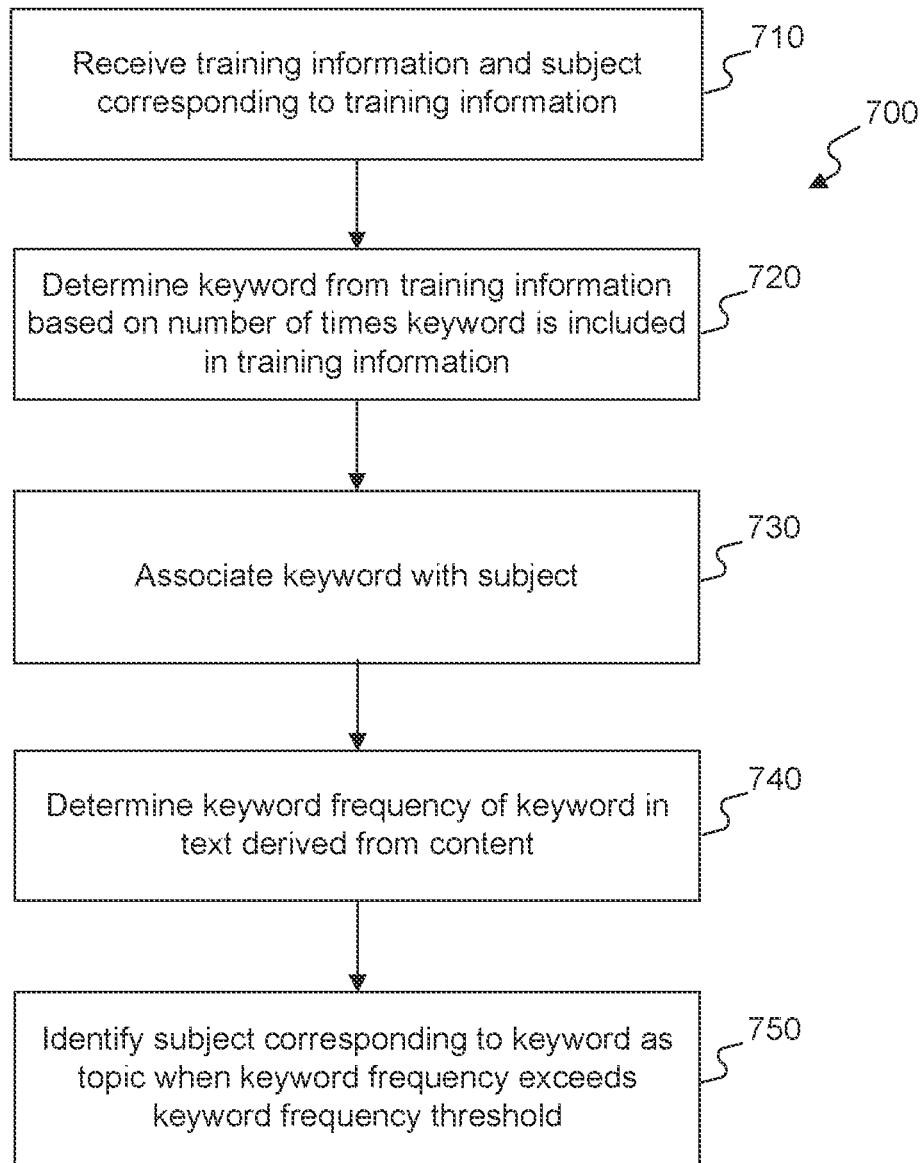 Receive training information and subject
corresponding to training information
710
700
Determine keyword from training information
based on number of times keyword is included
in training information
720
Associate keyword with subject
730
Determine keyword frequency of keyword in
text derived from content
740
Identify subject corresponding to keyword as
topic when keyword frequency exceeds
keyword frequency threshold
750